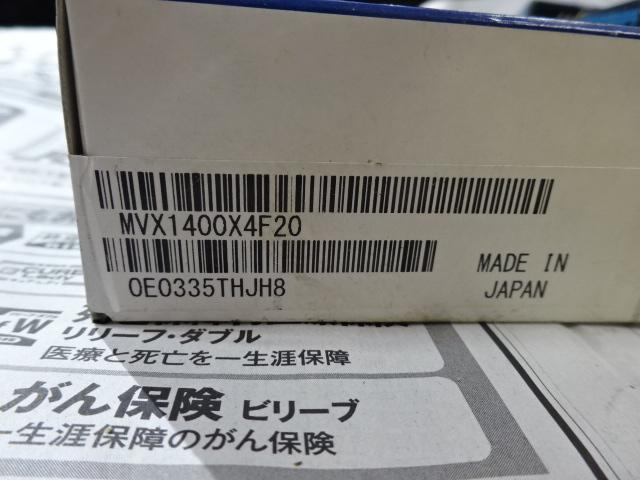 MVX1400X4F20
OE0335THJH8
MADE IN
JAPAN
リリーフ・ダブル
医療と死亡を一生涯保障
がん保険 ビリーブ
一生涯保障のがん保険